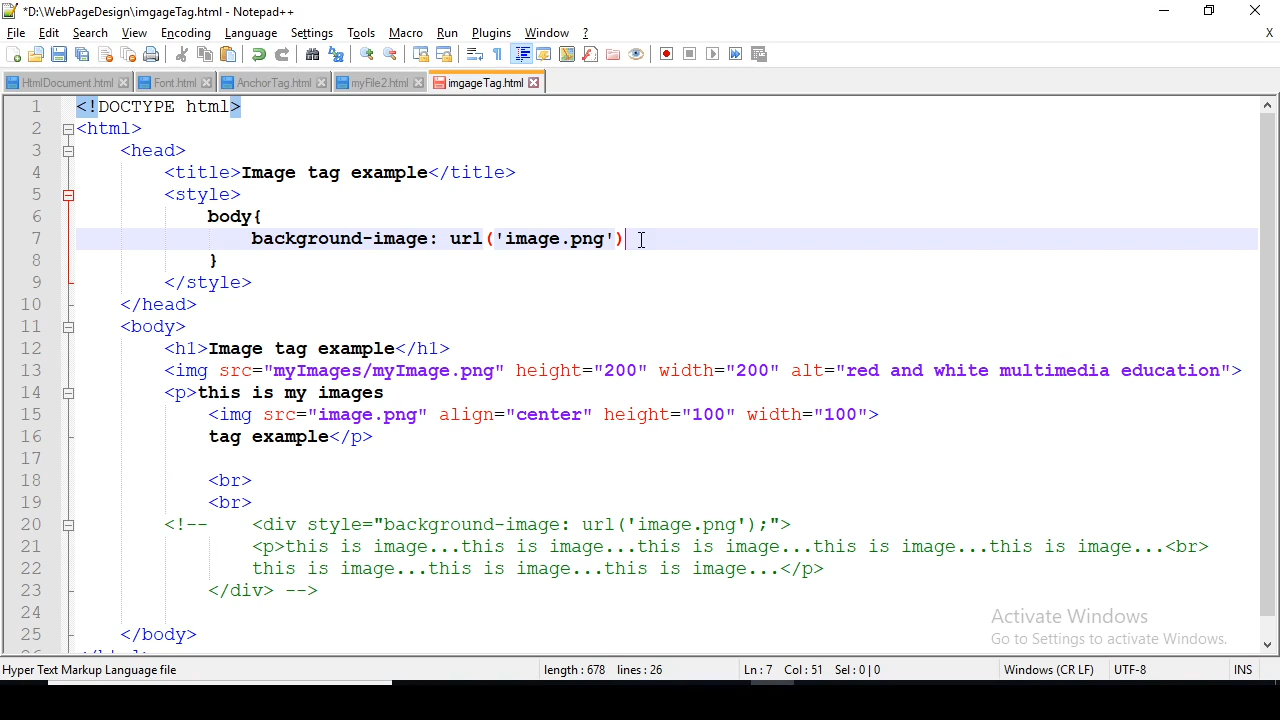 *D:\WebPageDesign\imgageTag.html - Notepad++
File Edit Search View Encoding Language Settings Tools Macro Run Plugins Window ? X
HtmlDocument.html Font.html AnchorTag.html myFile2.html imgageTag.html
1 <!DOCTYPE html>
2 <html>
3 <head>
4 <title>Image tag example</title>
5 <style>
6 body{
7 background-image: url('image.png')
8 }
9 </style>
10 </head>
11 <body>
12 <h1>Image tag example</h1>
13 <img src="myImages/myImage.png" height="200" width="200" alt="red and white multimedia education">
14 <p>this is my images
15 <img src="image.png" align="center" height="100" width="100">
16 tag example</p>
17
18 <br>
19 <br>
20 <!-- <div style="background-image: url('image.png');">
21 <p>this is image...this is image...this is image...this is image...this is image...<br>
22 this is image...this is image...this is image...</p>
23 </div> -->
24
25 </body>
Activate Windows
Go to Settings to activate Windows.
Hyper Text Markup Language file length : 678 lines : 26 Ln : 7 Col : 51 Sel : 0 | 0 Windows (CR LF) UTF-8 INS